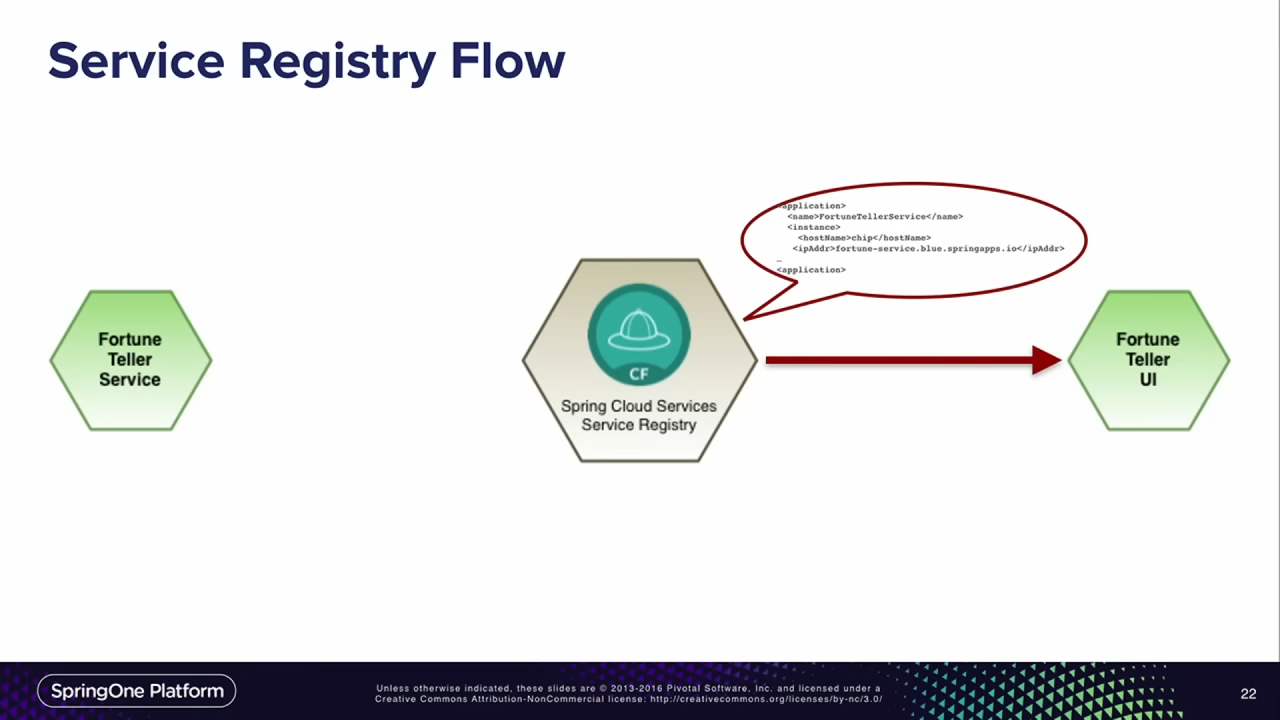 Service Registry Flow
<application>
<name>FortuneTellerService</name>
<instance>
<hostName>chip</hostName>
<ipAddr>fortune-service.blue.springapps.io</ipAddr>
…
<application>
Fortune
Teller
Service
CF
Spring Cloud Services
Service Registry
Fortune
Teller
UI
SpringOne Platform
Unless otherwise indicated, these slides are © 2013-2016 Pivotal Software, Inc. and licensed under a
Creative Commons Attribution-NonCommercial license: http://creativecommons.org/licenses/by-nc/3.0/
22